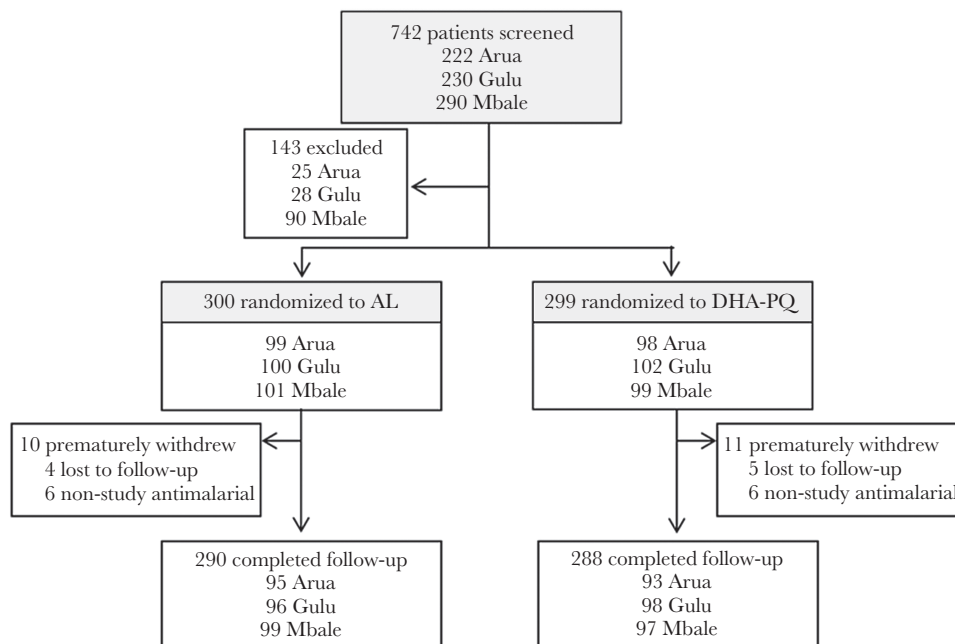 742 patients screened
222 Arua
230 Gulu
290 Mbale
143 excluded
25 Arua
28 Gulu
90 Mbale
300 randomized to AL
99 Arua
100 Gulu
101 Mbale
299 randomized to DHA-PQ
98 Arua
102 Gulu
99 Mbale
10 prematurely withdrew
4 lost to follow-up
6 non-study antimalarial
11 prematurely withdrew
5 lost to follow-up
6 non-study antimalarial
290 completed follow-up
95 Arua
96 Gulu
99 Mbale
288 completed follow-up
93 Arua
98 Gulu
97 Mbale